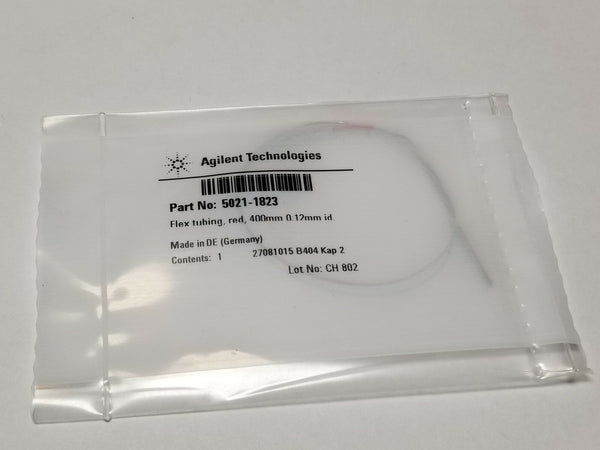 Agilent Technologies
Part No: 5021-1823
Flex tubing, red, 400mm 0.12mm id
Made in DE (Germany)
Contents: 1 27081015 B404 Kap 2
Lot No: CH 802